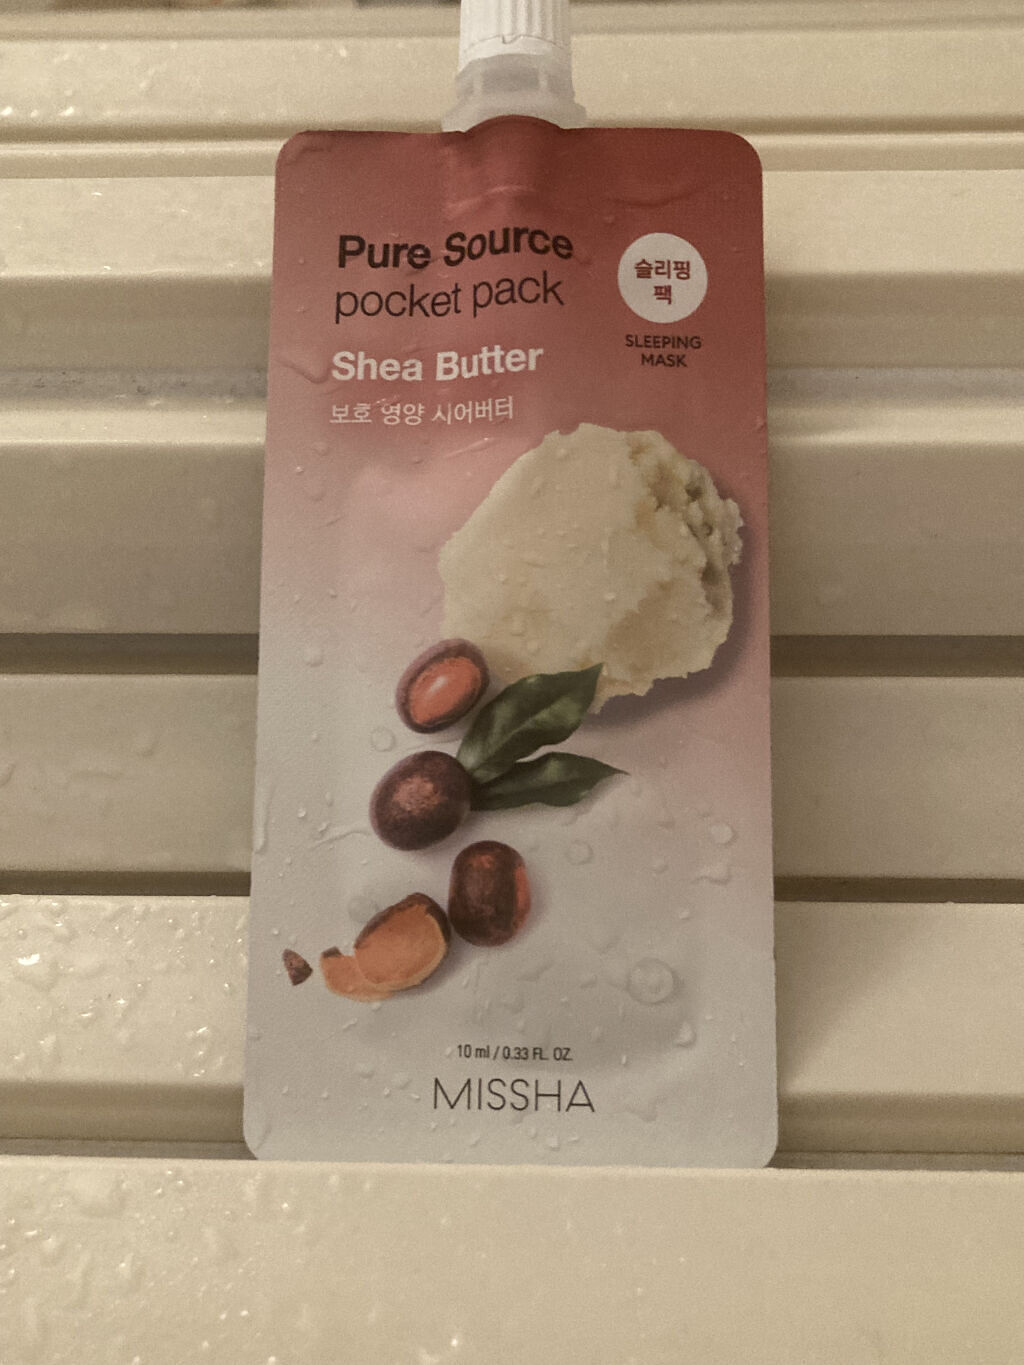 Pure Source
pocket pack
Shea Butter
보호 영양 시어버터
슬리핑
팩
SLEEPING
MASK
10 ml / 0.33 FL. OZ.
MISSHA